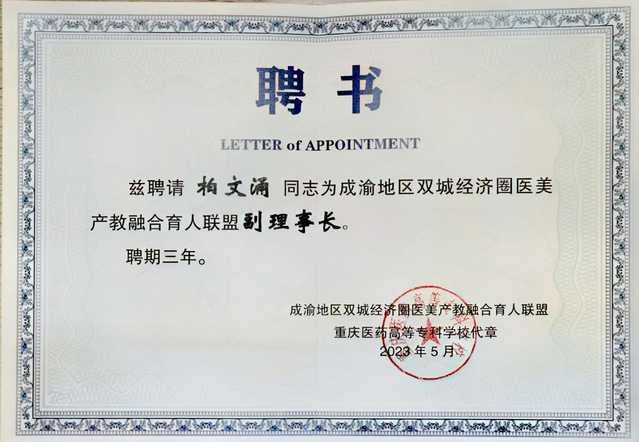 聘书
LETTER of APPOINTMENT
兹聘请 柏文涌 同志为成渝地区双城经济圈医美
产教融合育人联盟副理事长。
聘期三年。
成渝地区双城经济圈医美产教融合育人联盟
重庆医药高等专科学校代章
2023年5月